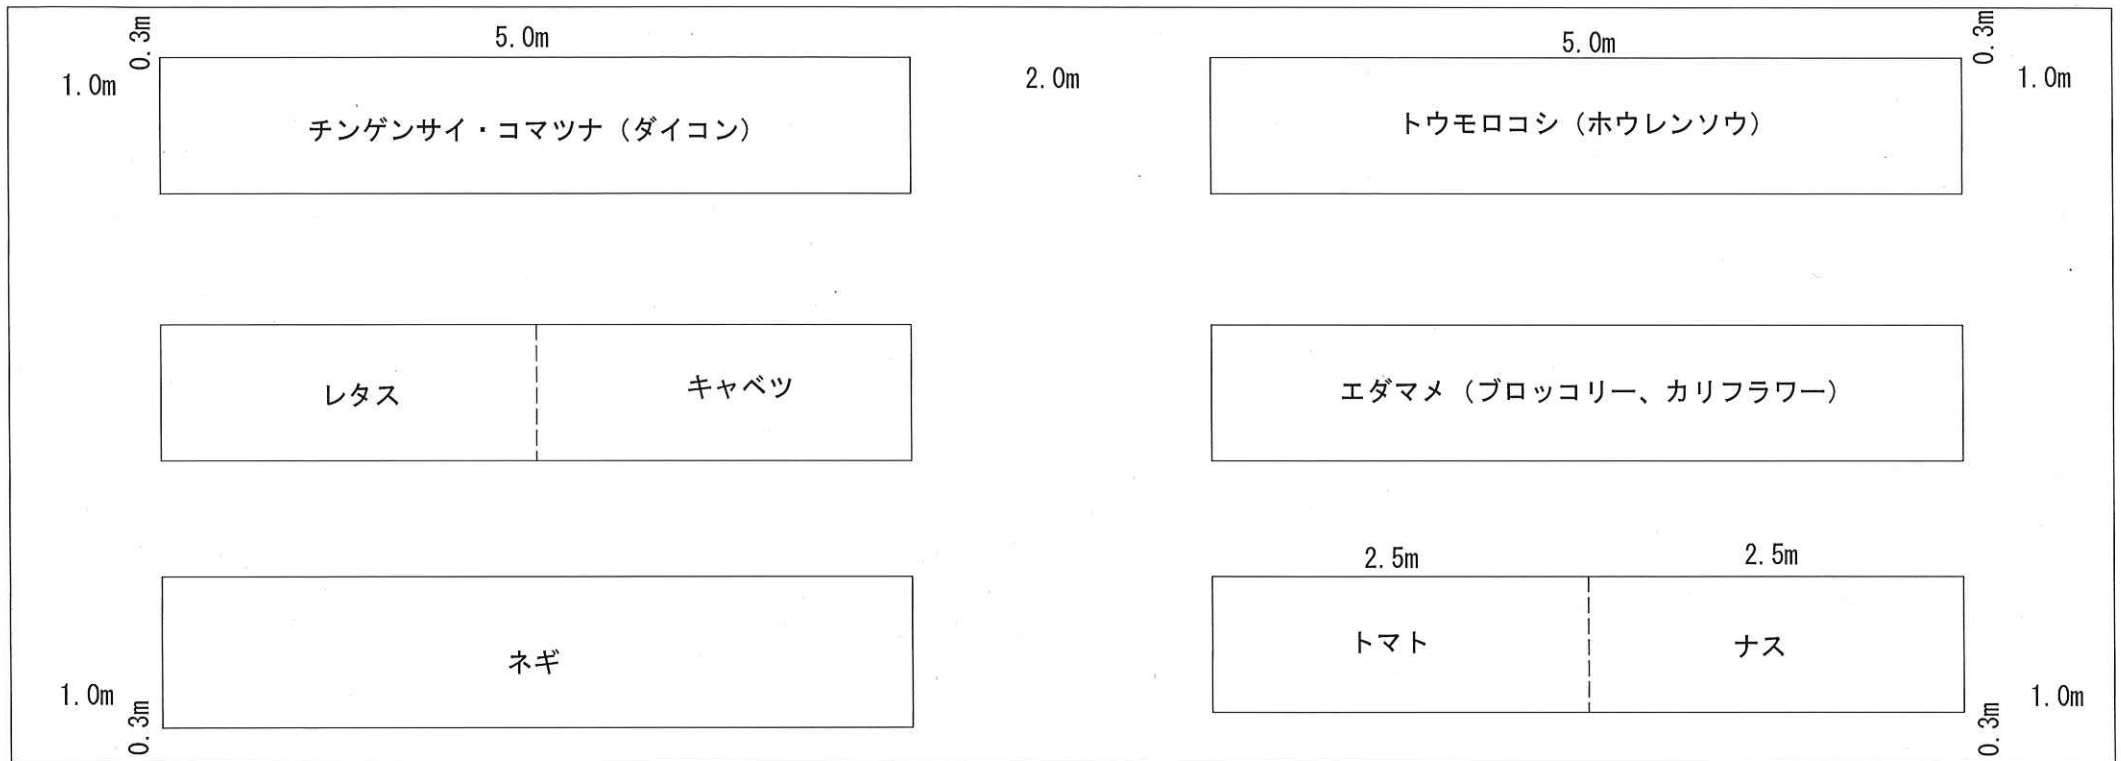 0.3m
5.0m
5.0m
0.3m
1.0m
2.0m
1.0m
チンゲンサイ・コマツナ（ダイコン）
トウモロコシ（ホウレンソウ）
レタス
キャベツ
エダマメ（ブロッコリー、カリフラワー）
2.5m
2.5m
ネギ
トマト
ナス
1.0m
0.3m
0.3m
1.0m